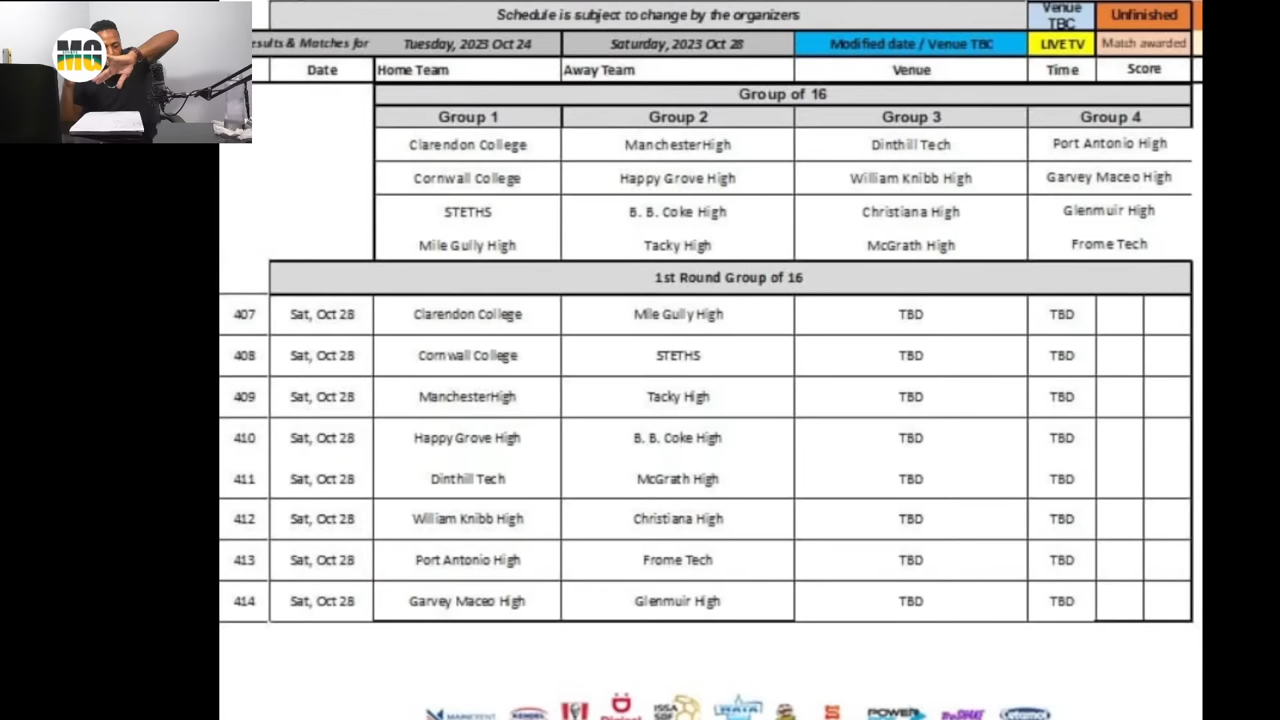 MG
Schedule is subject to change by the organizers
Venue TBC
Unfinished
esults & Matches for Tuesday, 2023 Oct 24 Saturday, 2023 Oct 28 Modified date / Venue TBC LIVE TV Match awarded
Date Home Team Away Team Venue Time Score
Group of 16
Group 1 Group 2 Group 3 Group 4
Clarendon College ManchesterHigh Dinthill Tech Port Antonio High
Cornwall College Happy Grove High William Knibb High Garvey Maceo High
STETHS B. B. Coke High Christiana High Glenmuir High
Mile Gully High Tacky High McGrath High Frome Tech
1st Round Group of 16
407 Sat, Oct 28 Clarendon College Mile Gully High TBD TBD
408 Sat, Oct 28 Cornwall College STETHS TBD TBD
409 Sat, Oct 28 ManchesterHigh Tacky High TBD TBD
410 Sat, Oct 28 Happy Grove High B. B. Coke High TBD TBD
411 Sat, Oct 28 Dinthill Tech McGrath High TBD TBD
412 Sat, Oct 28 William Knibb High Christiana High TBD TBD
413 Sat, Oct 28 Port Antonio High Frome Tech TBD TBD
414 Sat, Oct 28 Garvey Maceo High Glenmuir High TBD TBD
KFC Digicel ISSA WATA POWER